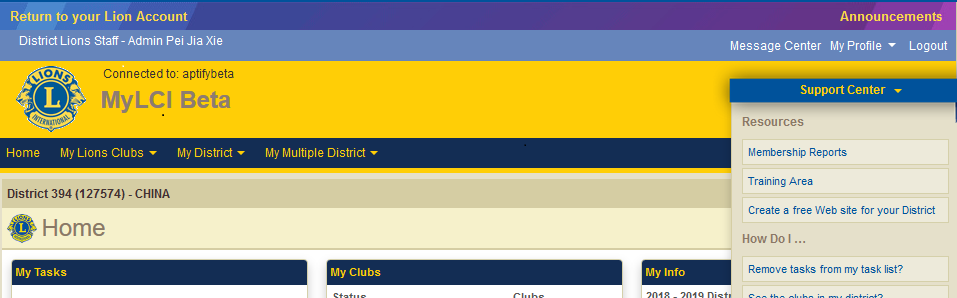 Return to your Lion Account Announcements
District Lions Staff - Admin Pei Jia Xie
Message Center My Profile Logout
Connected to: aptifybeta
MyLCI Beta
LIONS
L
INTERNATIONAL
Support Center
Resources
Membership Reports
Training Area
Create a free Web site for your District
How Do I ...
Remove tasks from my task list?
See the clubs in my district?
Home My Lions Clubs My District My Multiple District
District 394 (127574) - CHINA
L
Home
My Tasks
My Clubs
Status Clubs
My Info
2018 - 2019 Distr